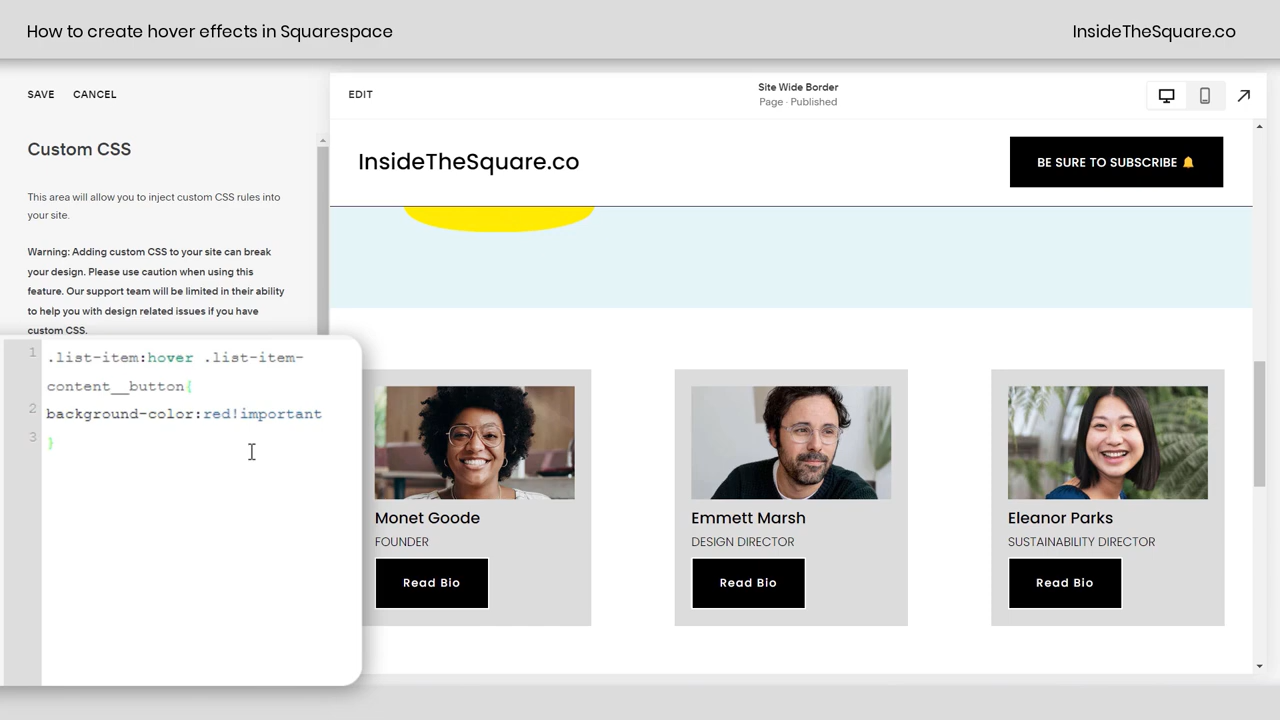 How to create hover effects in Squarespace
InsideTheSquare.co
SAVE CANCEL
EDIT
Site Wide Border
Page · Published
Custom CSS
This area will allow you to inject custom CSS rules into
your site.
Warning: Adding custom CSS to your site can break
your design. Please use caution when using this
feature. Our support team will be limited in their ability
to help you with design related issues if you have
custom CSS.
1 .list-item:hover .list-item-
content__button{
2 background-color:red!important
3 }
InsideTheSquare.co
BE SURE TO SUBSCRIBE 🔔
Monet Goode
FOUNDER
Read Bio
Emmett Marsh
DESIGN DIRECTOR
Read Bio
Eleanor Parks
SUSTAINABILITY DIRECTOR
Read Bio